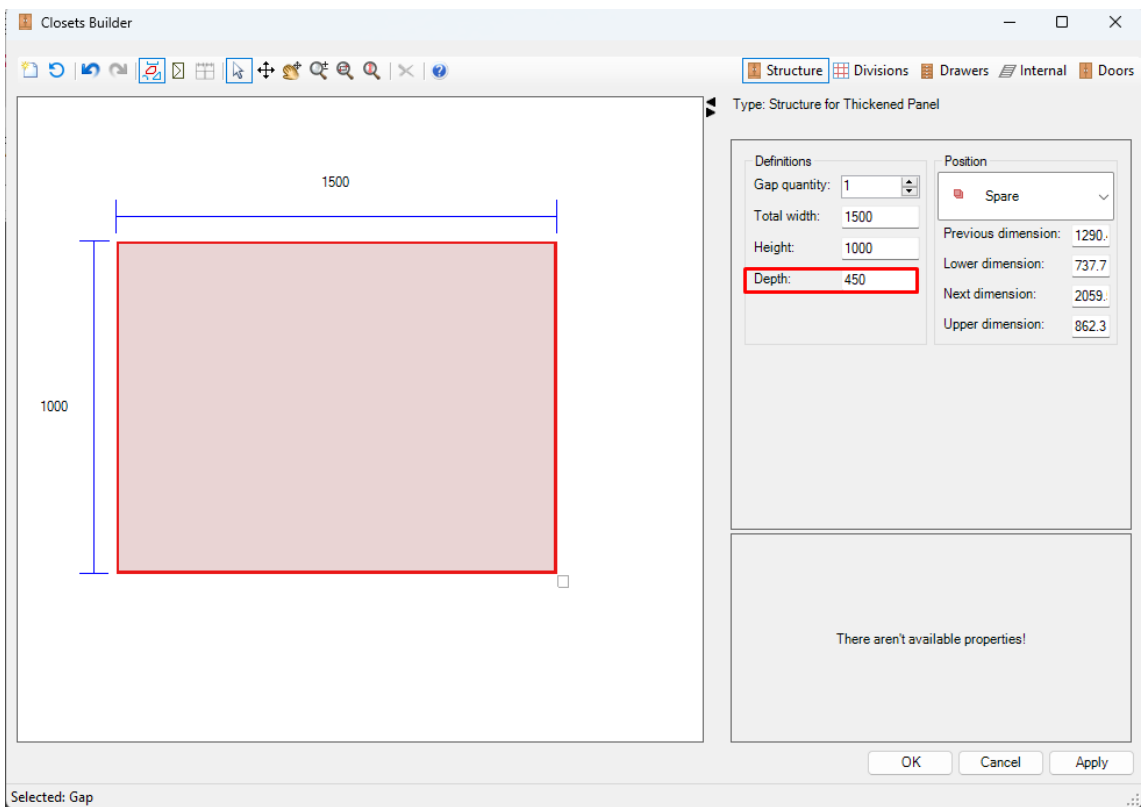 Closets Builder
Structure Divisions Drawers Internal Doors
Type: Structure for Thickened Panel
1500
1000
Definitions
Gap quantity: 1
Total width: 1500
Height: 1000
Depth: 450
Position
Spare
Previous dimension: 1290.
Lower dimension: 737.7
Next dimension: 2059.
Upper dimension: 862.3
There aren't available properties!
OK Cancel Apply
Selected: Gap